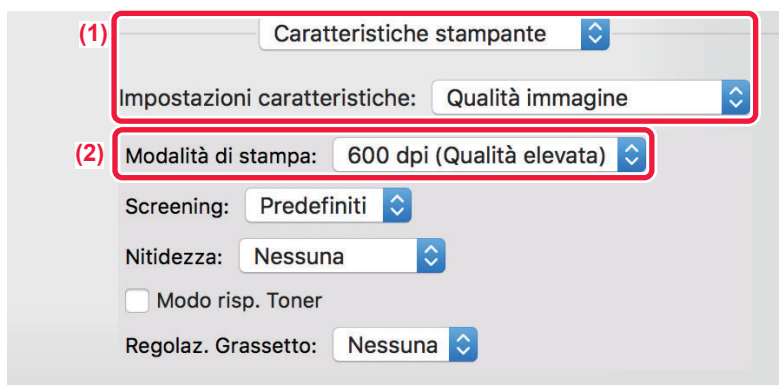 (1) Caratteristiche stampante
Impostazioni caratteristiche: Qualità immagine
(2) Modalità di stampa: 600 dpi (Qualità elevata)
Screening: Predefiniti
Nitidezza: Nessuna
Modo risp. Toner
Regolaz. Grassetto: Nessuna